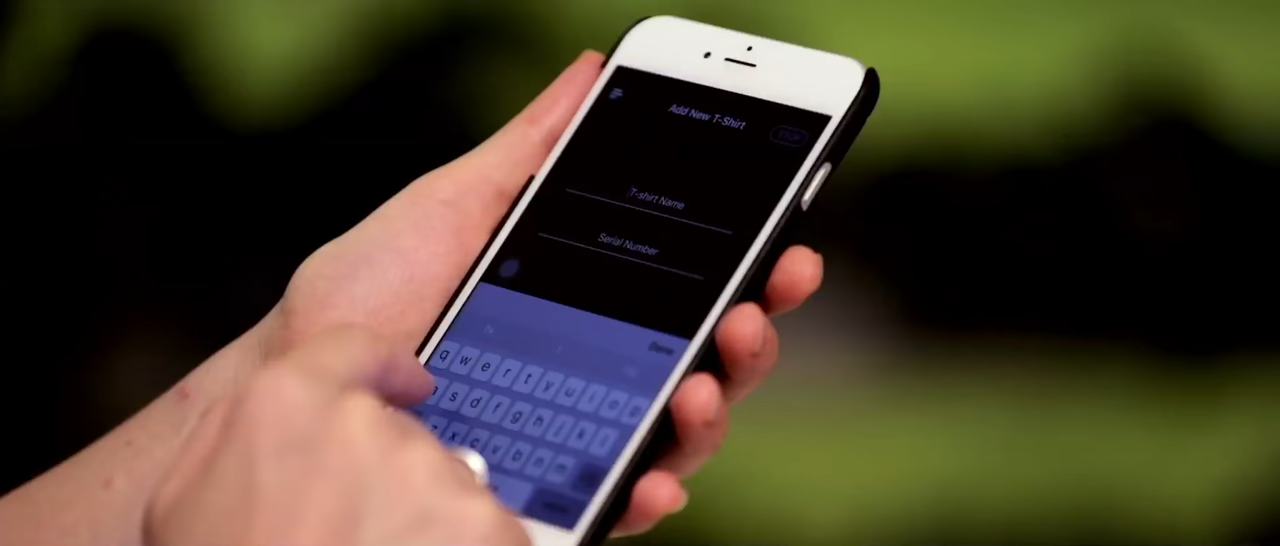 Add New T-Shirt
T-shirt Name
Serial Number
Done
q w e r t y u i o p
a s d f g h j k l
z x c v b n m